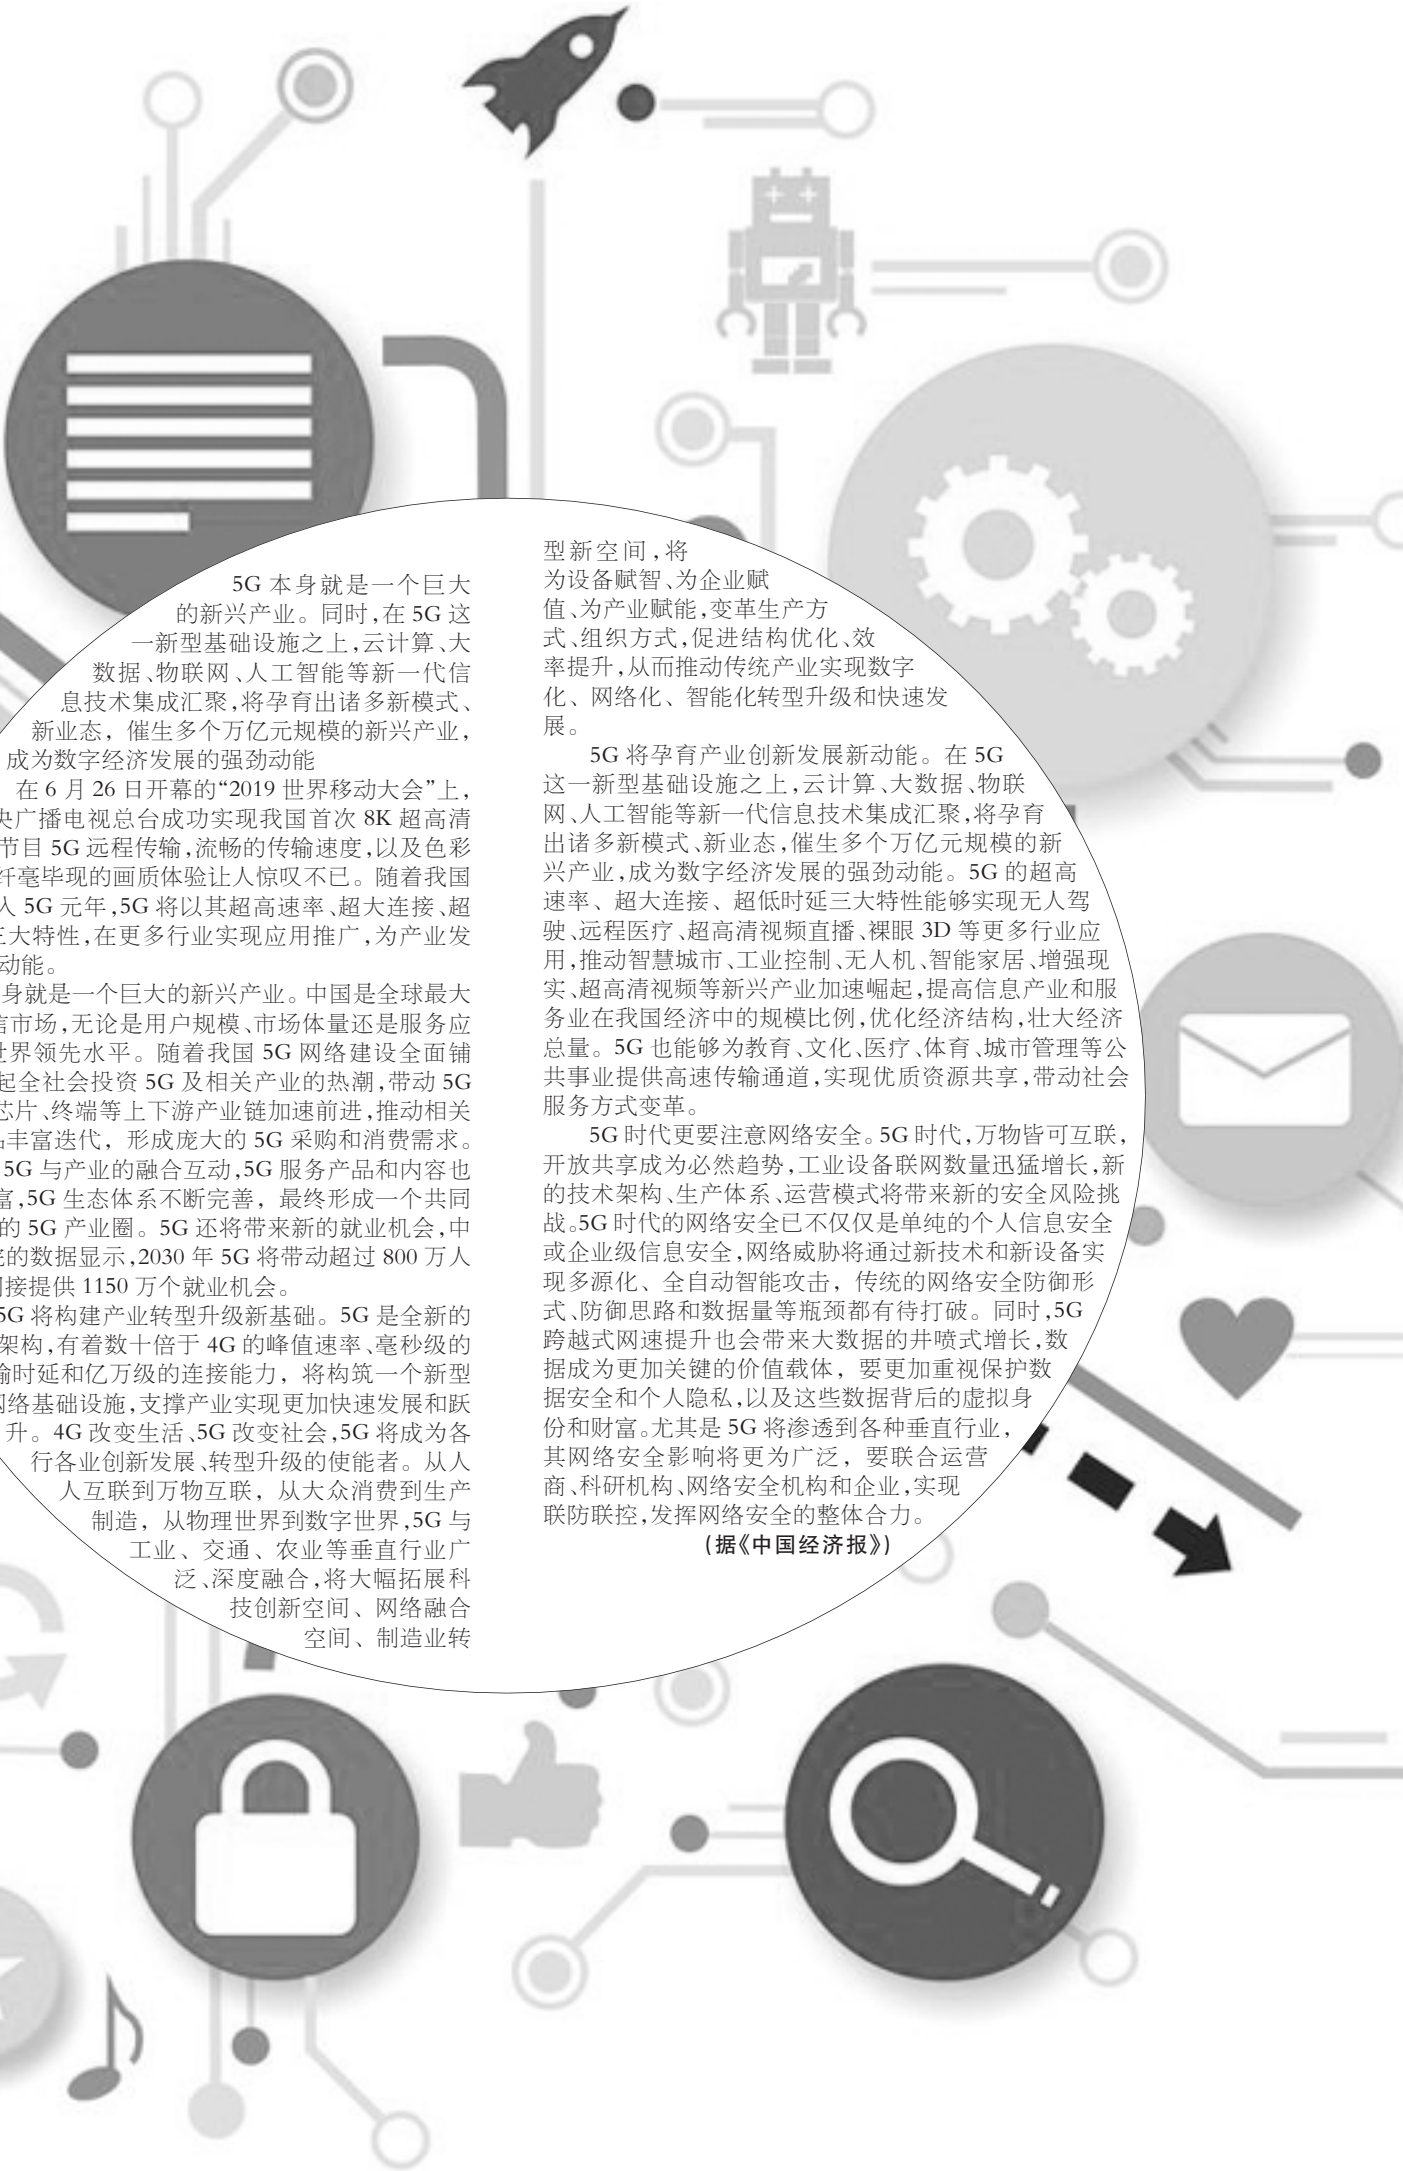 5G 本身就是一个巨大
的新兴产业。同时,在 5G 这
一新型基础设施之上,云计算、大
数据、物联网、人工智能等新一代信
息技术集成汇聚,将孕育出诸多新模式、
新业态，催生多个万亿元规模的新兴产业,
成为数字经济发展的强劲动能
在 6 月 26 日开幕的“2019 世界移动大会”上,
央广播电视总台成功实现我国首次 8K 超高清
节目 5G 远程传输,流畅的传输速度,以及色彩
纤毫毕现的画质体验让人惊叹不已。随着我国
入 5G 元年,5G 将以其超高速率、超大连接、超
三大特性,在更多行业实现应用推广,为产业发
动能。
身就是一个巨大的新兴产业。中国是全球最大
信市场,无论是用户规模、市场体量还是服务应
世界领先水平。随着我国 5G 网络建设全面铺
起全社会投资 5G 及相关产业的热潮,带动 5G
芯片、终端等上下游产业链加速前进,推动相关
品丰富迭代，形成庞大的 5G 采购和消费需求。
5G 与产业的融合互动,5G 服务产品和内容也
富,5G 生态体系不断完善，最终形成一个共同
的 5G 产业圈。5G 还将带来新的就业机会,中
院的数据显示,2030 年 5G 将带动超过 800 万人
间接提供 1150 万个就业机会。
5G 将构建产业转型升级新基础。5G 是全新的
架构,有着数十倍于 4G 的峰值速率、毫秒级的
输时延和亿万级的连接能力，将构筑一个新型
网络基础设施,支撑产业实现更加快速发展和跃
升。4G 改变生活、5G 改变社会,5G 将成为各
行各业创新发展、转型升级的使能者。从人
人互联到万物互联，从大众消费到生产
制造，从物理世界到数字世界,5G 与
工业、交通、农业等垂直行业广
泛、深度融合,将大幅拓展科
技创新空间、网络融合
空间、制造业转
型新空间,将
为设备赋智、为企业赋
值、为产业赋能,变革生产方
式、组织方式,促进结构优化、效
率提升,从而推动传统产业实现数字
化、网络化、智能化转型升级和快速发
展。
5G 将孕育产业创新发展新动能。在 5G
这一新型基础设施之上,云计算、大数据、物联
网、人工智能等新一代信息技术集成汇聚,将孕育
出诸多新模式、新业态,催生多个万亿元规模的新
兴产业,成为数字经济发展的强劲动能。5G 的超高
速率、超大连接、超低时延三大特性能够实现无人驾
驶、远程医疗、超高清视频直播、裸眼 3D 等更多行业应
用,推动智慧城市、工业控制、无人机、智能家居、增强现
实、超高清视频等新兴产业加速崛起,提高信息产业和服
务业在我国经济中的规模比例,优化经济结构,壮大经济
总量。5G 也能够为教育、文化、医疗、体育、城市管理等公
共事业提供高速传输通道,实现优质资源共享,带动社会
服务方式变革。
5G 时代更要注意网络安全。5G 时代,万物皆可互联,
开放共享成为必然趋势,工业设备联网数量迅猛增长,新
的技术架构、生产体系、运营模式将带来新的安全风险挑
战。5G 时代的网络安全已不仅仅是单纯的个人信息安全
或企业级信息安全,网络威胁将通过新技术和新设备实
现多源化、全自动智能攻击，传统的网络安全防御形
式、防御思路和数据量等瓶颈都有待打破。同时,5G
跨越式网速提升也会带来大数据的井喷式增长,数
据成为更加关键的价值载体，要更加重视保护数
据安全和个人隐私,以及这些数据背后的虚拟身
份和财富。尤其是 5G 将渗透到各种垂直行业,
其网络安全影响将更为广泛，要联合运营
商、科研机构、网络安全机构和企业,实现
联防联控,发挥网络安全的整体合力。
(据《中国经济报》)